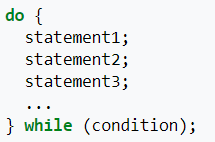 do {
  statement1;
  statement2;
  statement3;
  ...
} while (condition);